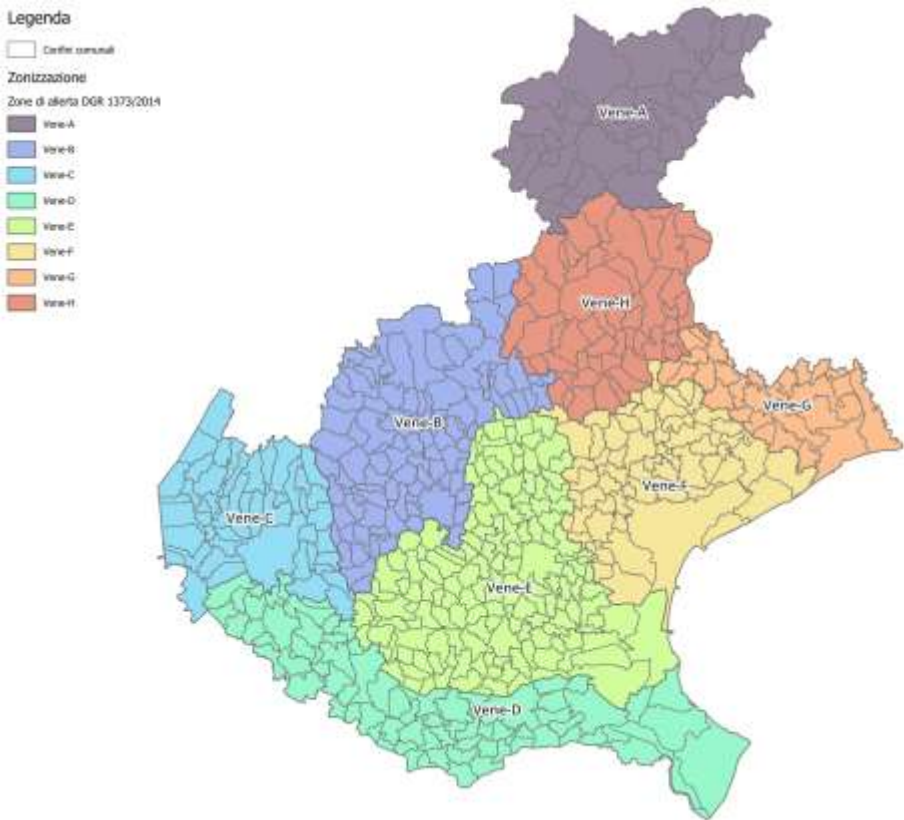 Legenda
Confini comunali
Zonizzazione
Zone di allerta DGR 1373/2014
Vene-A
Vene-B
Vene-C
Vene-D
Vene-E
Vene-F
Vene-G
Vene-H
Vene-A
Vene-H
Vene-G
Vene-B
Vene-F
Vene-C
Vene-E
Vene-D